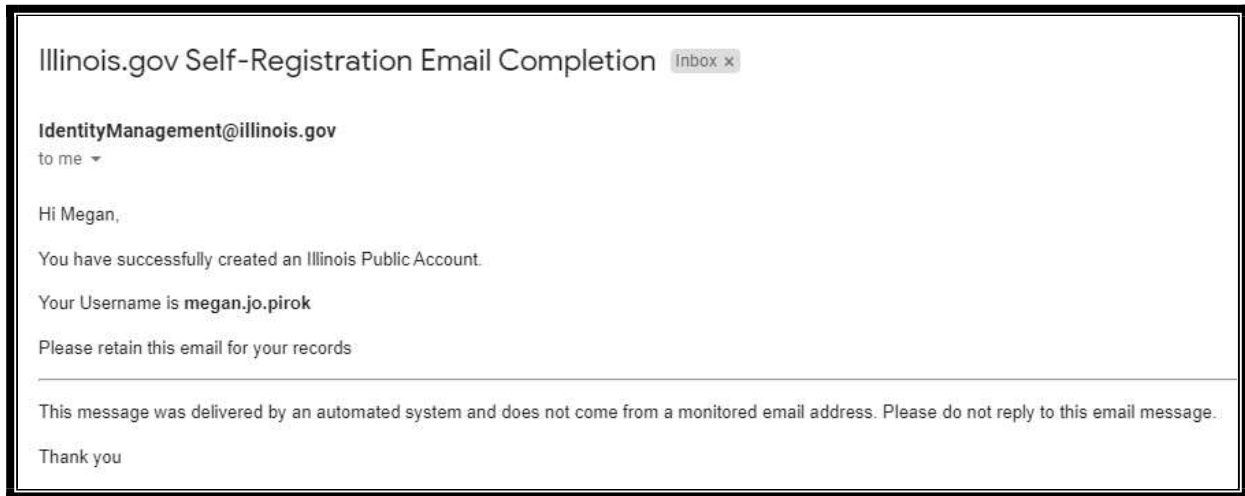 Illinois.gov Self-Registration Email Completion Inbox x
IdentityManagement@illinois.gov
to me
Hi Megan,
You have successfully created an Illinois Public Account.
Your Username is megan.jo.pirok
Please retain this email for your records
This message was delivered by an automated system and does not come from a monitored email address. Please do not reply to this email message.
Thank you